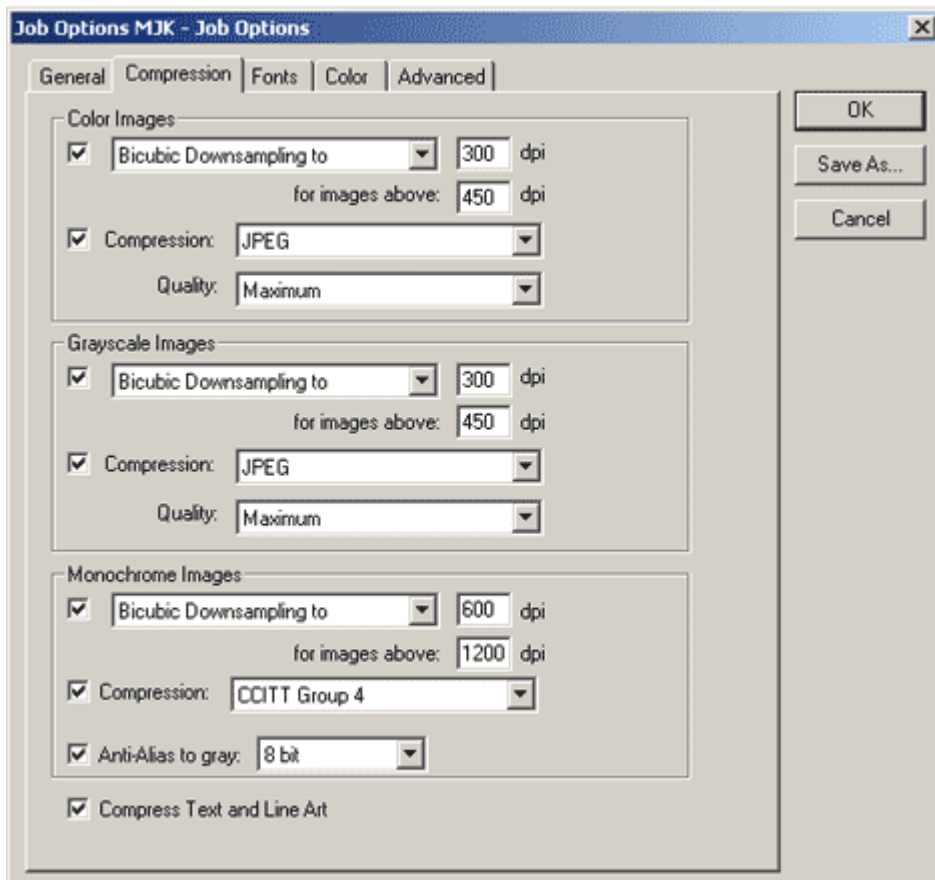 Job Options MJK - Job Options
General Compression Fonts Color Advanced
OK
Save As...
Cancel
Color Images
Bicubic Downsampling to 300 dpi
for images above: 450 dpi
Compression: JPEG
Quality: Maximum
Grayscale Images
Bicubic Downsampling to 300 dpi
for images above: 450 dpi
Compression: JPEG
Quality: Maximum
Monochrome Images
Bicubic Downsampling to 600 dpi
for images above: 1200 dpi
Compression: CCITT Group 4
Anti-Alias to gray: 8 bit
Compress Text and Line Art